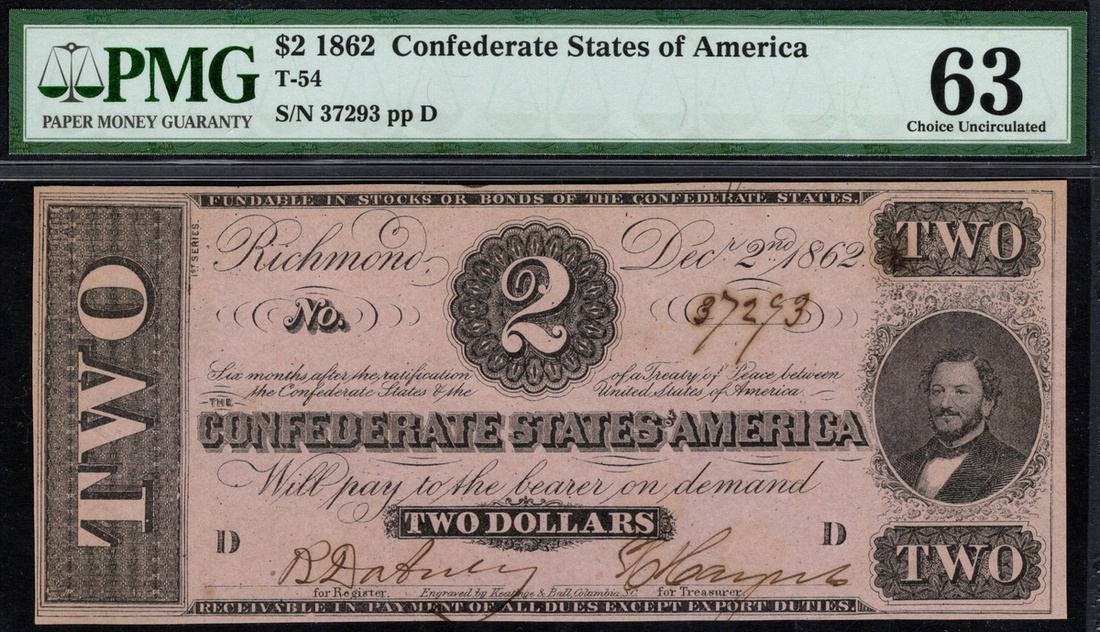 PMG
PAPER MONEY GUARANTY
$2 1862 Confederate States of America
T-54
S/N 37293 pp D
63
Choice Uncirculated
FUNDABLE IN STOCKS OR BONDS OF THE CONFEDERATE STATES.
TWO
1ST SERIES.
Richmond, Decr. 2nd 1862
2
TWO
No. 37293
Six months after the ratification of a Treaty of Peace between
the Confederate States & the United States of America.
THE
CONFEDERATE STATES OF AMERICA
Will pay to the bearer on demand
TWO DOLLARS
D D
for Register. Engraved by Keatinge & Ball, Columbia, S.C. for Treasurer.
TWO
RECEIVABLE IN PAYMENT OF ALL DUES EXCEPT EXPORT DUTIES.